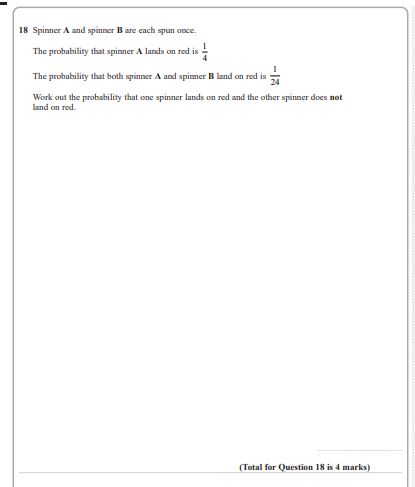 18 Spinner A and spinner B are each spun once.
The probability that spinner A lands on red is 1/4
The probability that both spinner A and spinner B land on red is 1/24
Work out the probability that one spinner lands on red and the other spinner does not
land on red.
(Total for Question 18 is 4 marks)